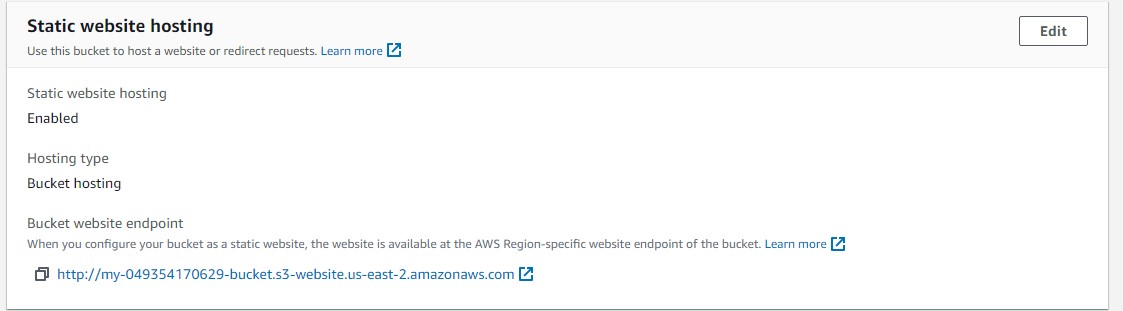 Static website hosting
Edit
Use this bucket to host a website or redirect requests. Learn more
Static website hosting
Enabled
Hosting type
Bucket hosting
Bucket website endpoint
When you configure your bucket as a static website, the website is available at the AWS Region-specific website endpoint of the bucket. Learn more
http://my-049354170629-bucket.s3-website.us-east-2.amazonaws.com